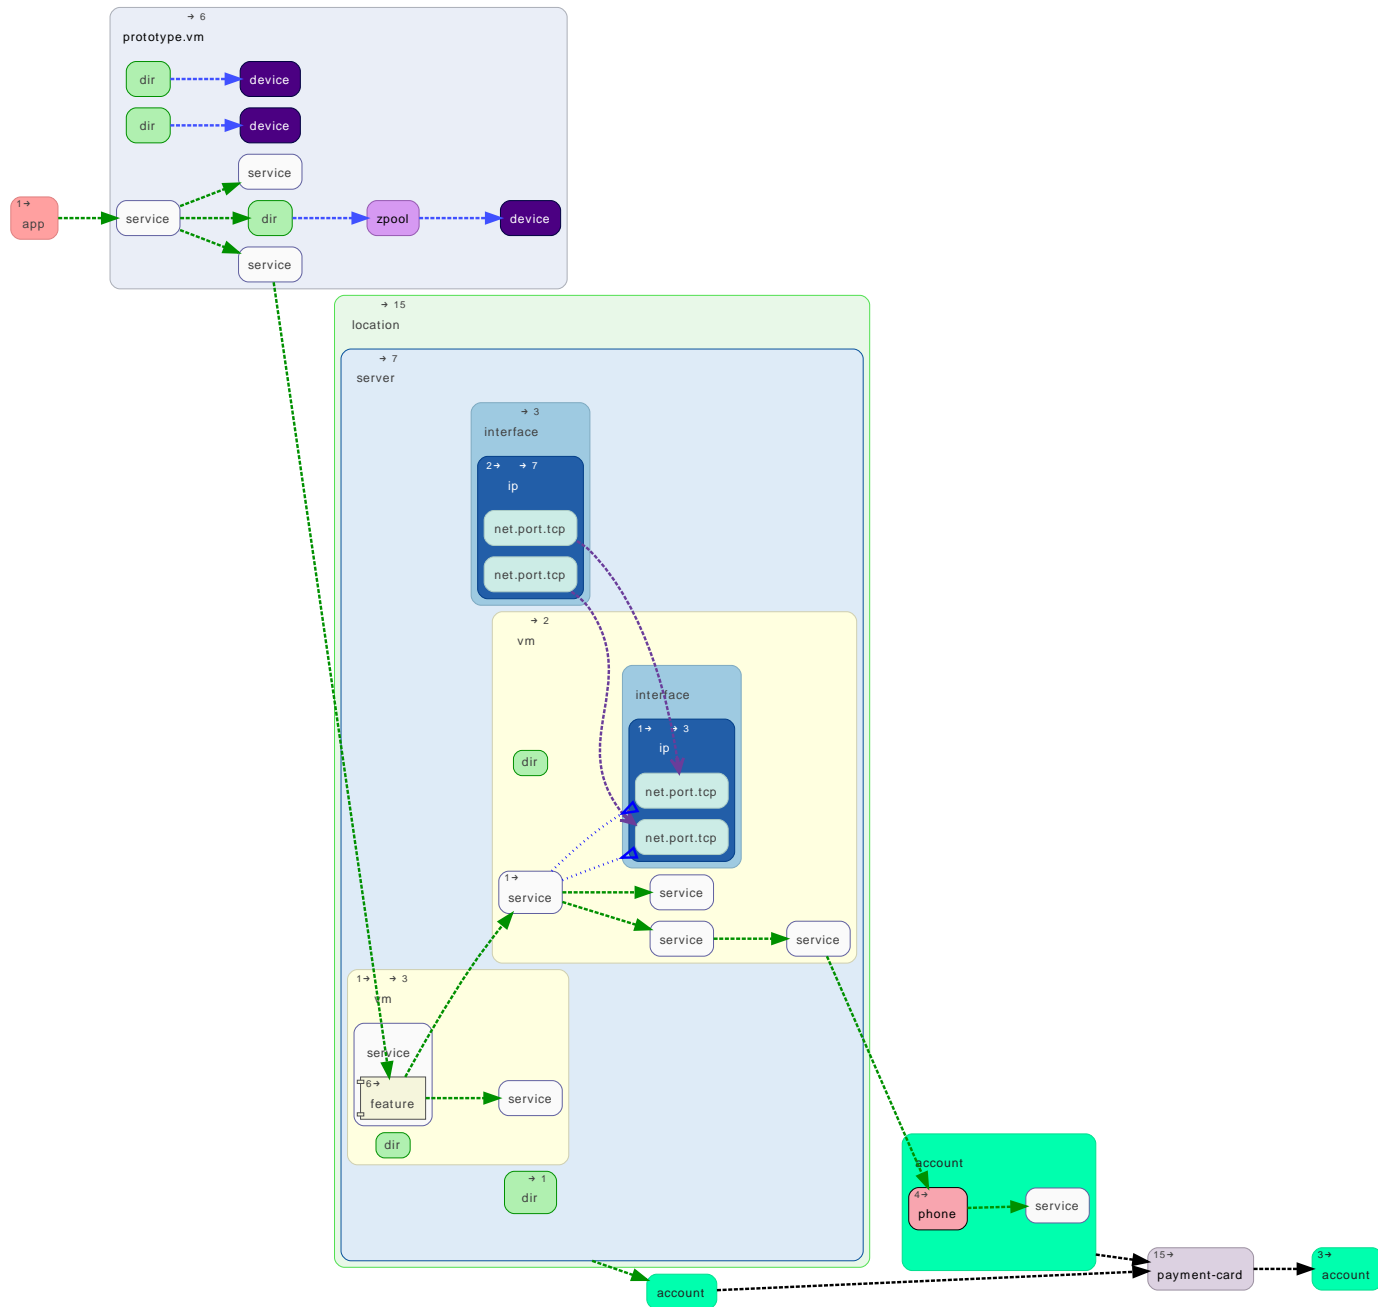 → 6
prototype.vm
dir
device
dir
device
service
1→
app
service
dir
zpool
device
service
→ 15
location
→ 7
server
→ 3
interface
2→ → 7
ip
net.port.tcp
net.port.tcp
→ 2
vm
interface
1→ → 3
ip
dir
net.port.tcp
net.port.tcp
1→
service
service
service
service
1→ → 3
vm
service
6→
feature
service
dir
→ 1
dir
account
4→
phone
service
15→
payment-card
3→
account
account